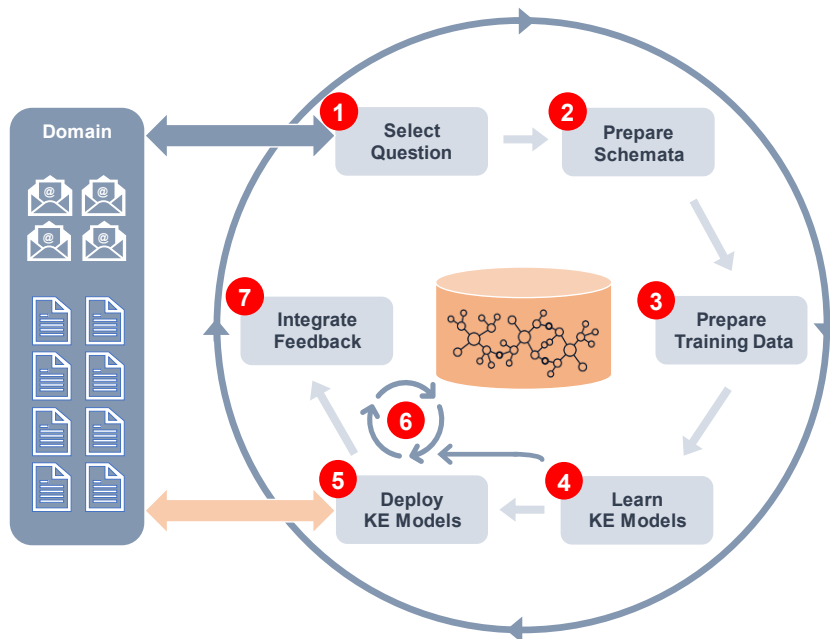 Domain
@
@
@
@
1
Select
Question
2
Prepare
Schemata
3
Prepare
Training Data
4
Learn
KE Models
5
Deploy
KE Models
6
7
Integrate
Feedback